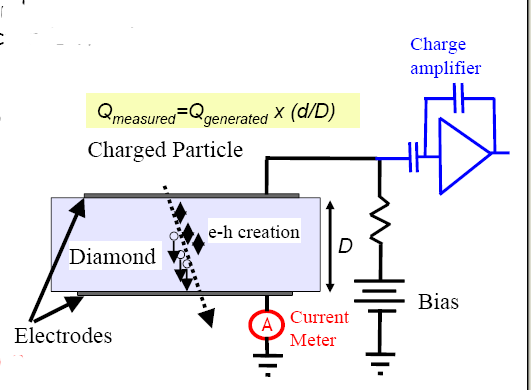 Charge
amplifier
Qmeasured=Qgenerated x (d/D)
Charged Particle
e-h creation
Diamond
D
Bias
A
Current
Meter
Electrodes